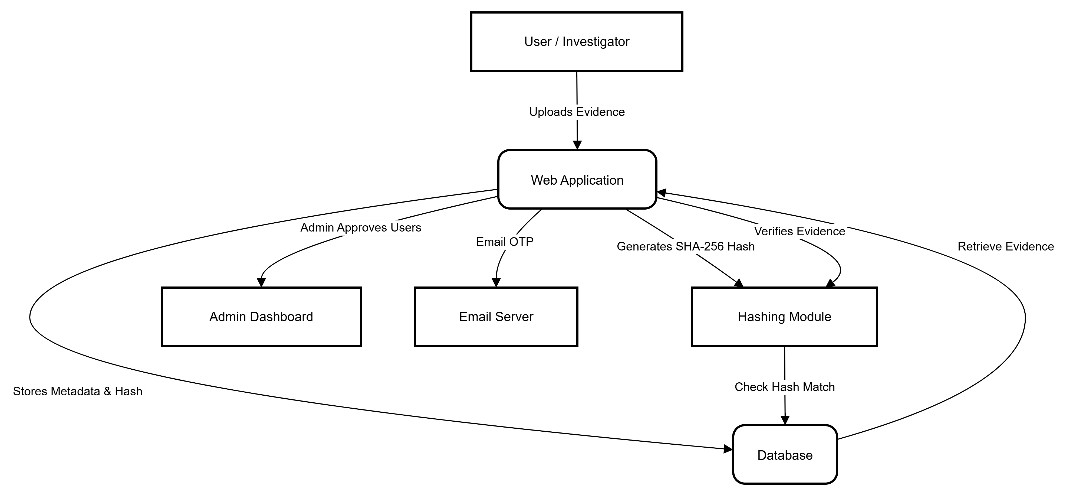 User / Investigator
Uploads Evidence
Web Application
Admin Approves Users
Email OTP
Generates SHA-256 Hash
Verifies Evidence
Retrieve Evidence
Admin Dashboard
Email Server
Hashing Module
Stores Metadata & Hash
Check Hash Match
Database